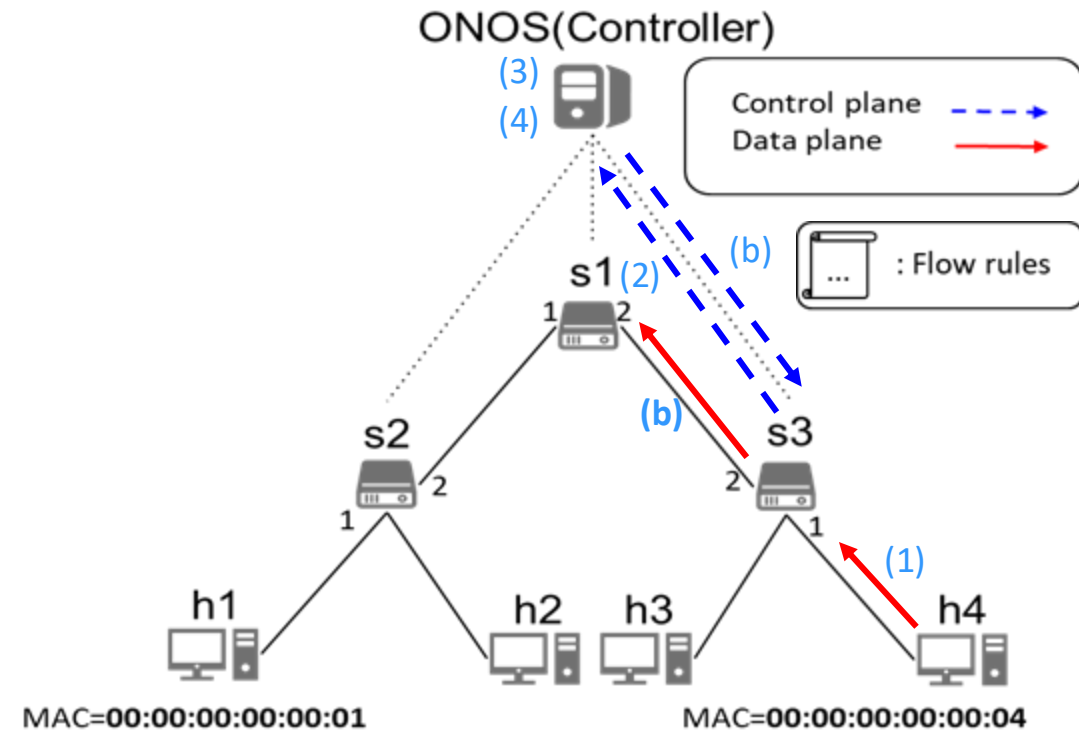 ONOS(Controller)
(3)
(4)
Control plane
Data plane
(b)
... : Flow rules
s1 (2)
1 2
(b)
s2
s3
2
2
1
1
(1)
h1
h2
h3
h4
MAC=00:00:00:00:00:01
MAC=00:00:00:00:00:04